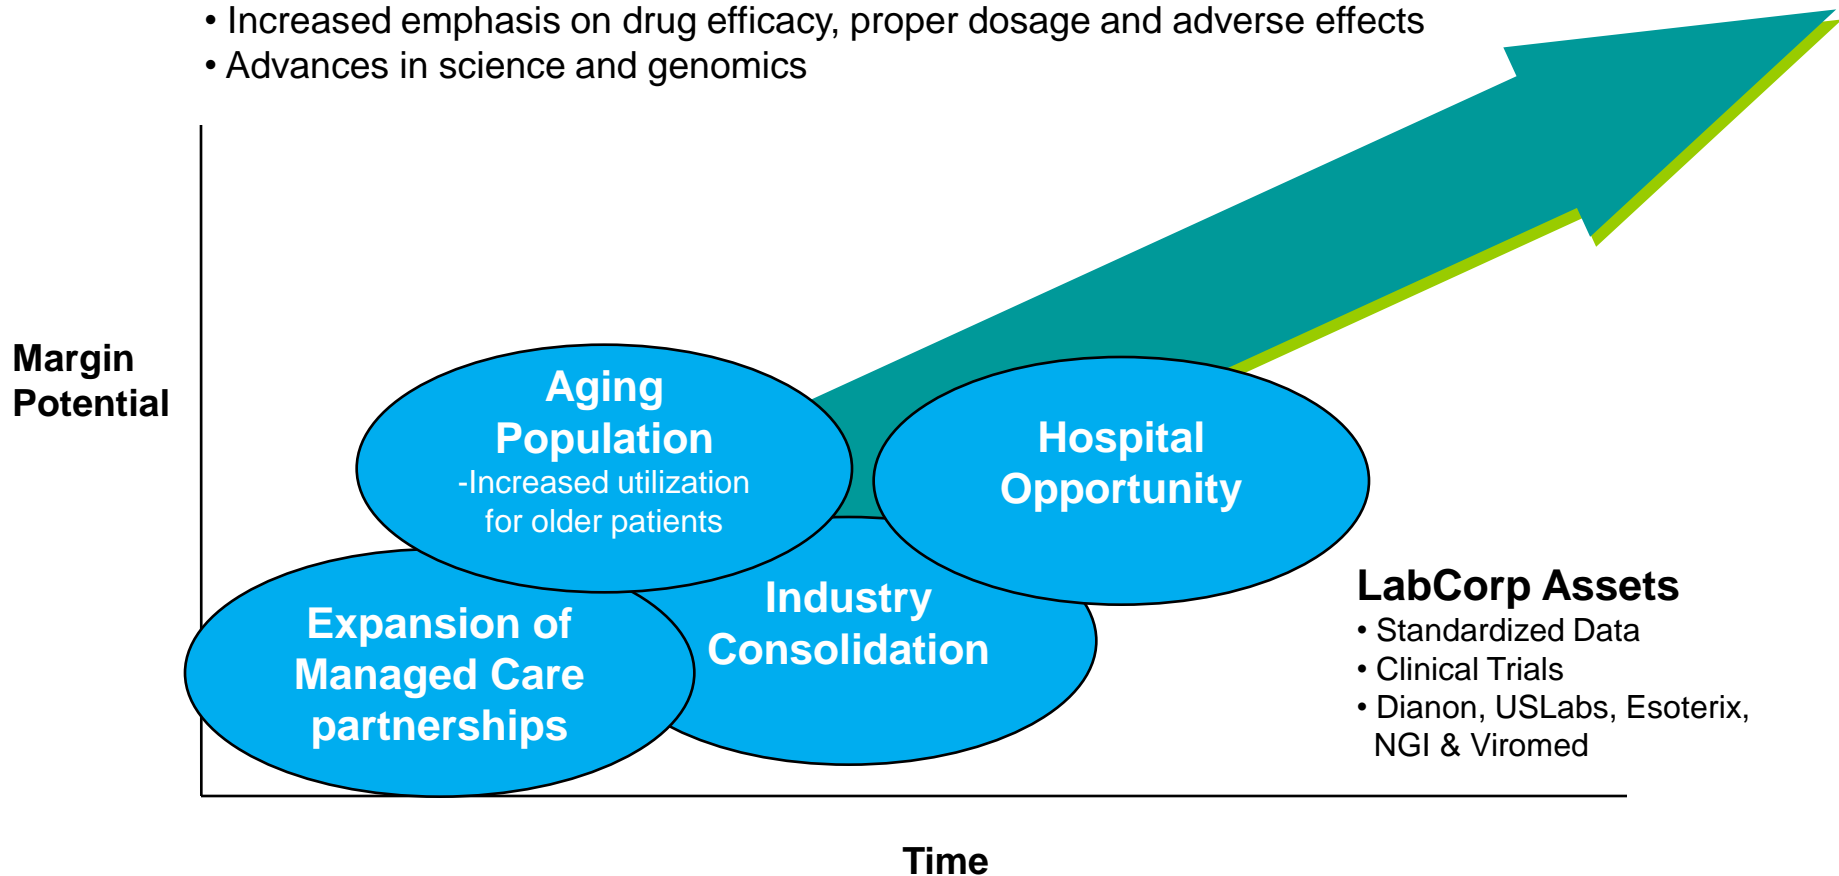 • Increased emphasis on drug efficacy, proper dosage and adverse effects
• Advances in science and genomics
Margin
Potential
Aging
Population
-Increased utilization
for older patients
Hospital
Opportunity
Expansion of
Managed Care
partnerships
Industry
Consolidation
LabCorp Assets
• Standardized Data
• Clinical Trials
• Dianon, USLabs, Esoterix,
NGI & Viromed
Time